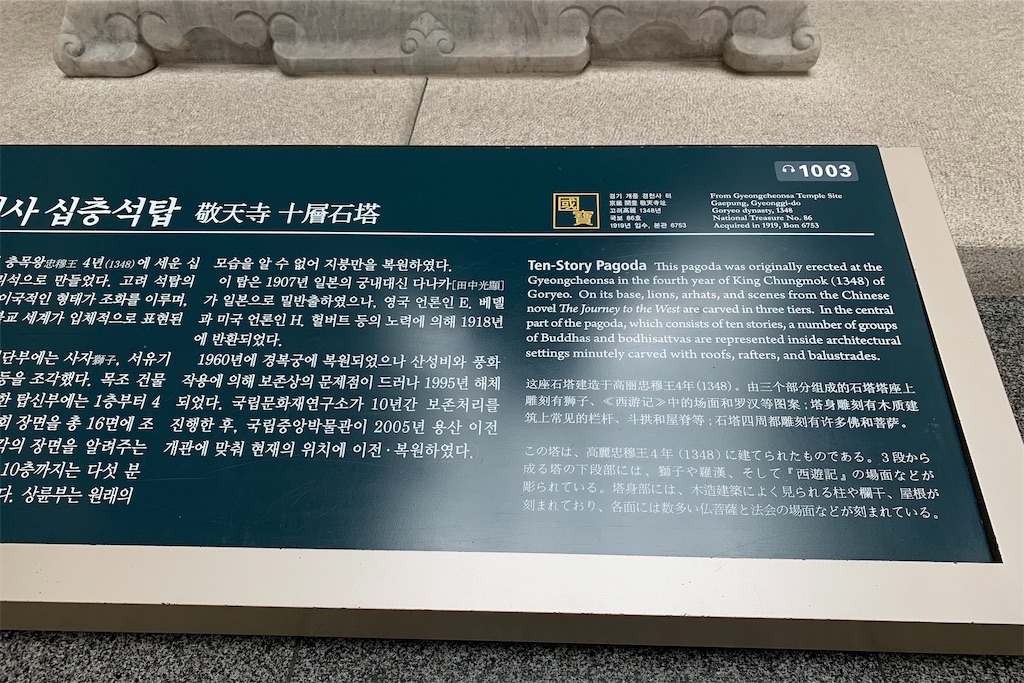 1003
사 십층석탑 敬天寺 十層石塔
國寶
경기 개풍 경천사 터
京畿 開豊 敬天寺址
고려高麗 1348년
국보 86호
1919년 입수, 본관 6753
From Gyeongcheonsa Temple Site
Gaepung, Gyeonggi-do
Goryeo dynasty, 1348
National Treasure No. 86
Acquired in 1919, Bon 6753
충목왕忠穆王 4년(1348)에 세운 십
으로 만들었다. 고려 석탑의
이국적인 형태가 조화를 이루며,
세계가 입체적으로 표현된
단부에는 사자獅子, 서유기
등을 조각했다. 목조 건물
한 탑신부에는 1층부터 4
회 장면을 총 16면에 조
각의 장면을 알려주는
10층까지는 다섯 분
다. 상륜부는 원래의
모습을 알 수 없어 지붕만을 복원하였다.
이 탑은 1907년 일본의 궁내대신 다나카[田中光顯]
가 일본으로 밀반출하였으나, 영국 언론인 E. 베델
과 미국 언론인 H. 헐버트 등의 노력에 의해 1918년
에 반환되었다.
1960년에 경복궁에 복원되었으나 산성비와 풍화
작용에 의해 보존상의 문제점이 드러나 1995년 해체
되었다. 국립문화재연구소가 10년간 보존처리를
진행한 후, 국립중앙박물관이 2005년 용산 이전
개관에 맞춰 현재의 위치에 이전·복원하였다.
Ten-Story Pagoda This pagoda was originally erected at the
Gyeongcheonsa in the fourth year of King Chungmok (1348) of
Goryeo. On its base, lions, arhats, and scenes from the Chinese
novel The Journey to the West are carved in three tiers. In the central
part of the pagoda, which consists of ten stories, a number of groups
of Buddhas and bodhisattvas are represented inside architectural
settings minutely carved with roofs, rafters, and balustrades.
这座石塔建造于高丽忠穆王4年(1348)。由三个部分组成的石塔塔座上
雕刻有狮子、《西游记》中的场面和罗汉等图案；塔身雕刻有木质建
筑上常见的栏杆、斗拱和屋脊等；石塔四周都雕刻有许多佛和菩萨。
この塔は、高麗忠穆王４年（1348）に建てられたものである。３段から
成る塔の下段部には、獅子や羅漢、そして『西遊記』の場面などが
彫られている。塔身部には、木造建築によく見られる柱や欄干、屋根が
刻まれており、各面には数多い仏菩薩と法会の場面などが刻まれている。